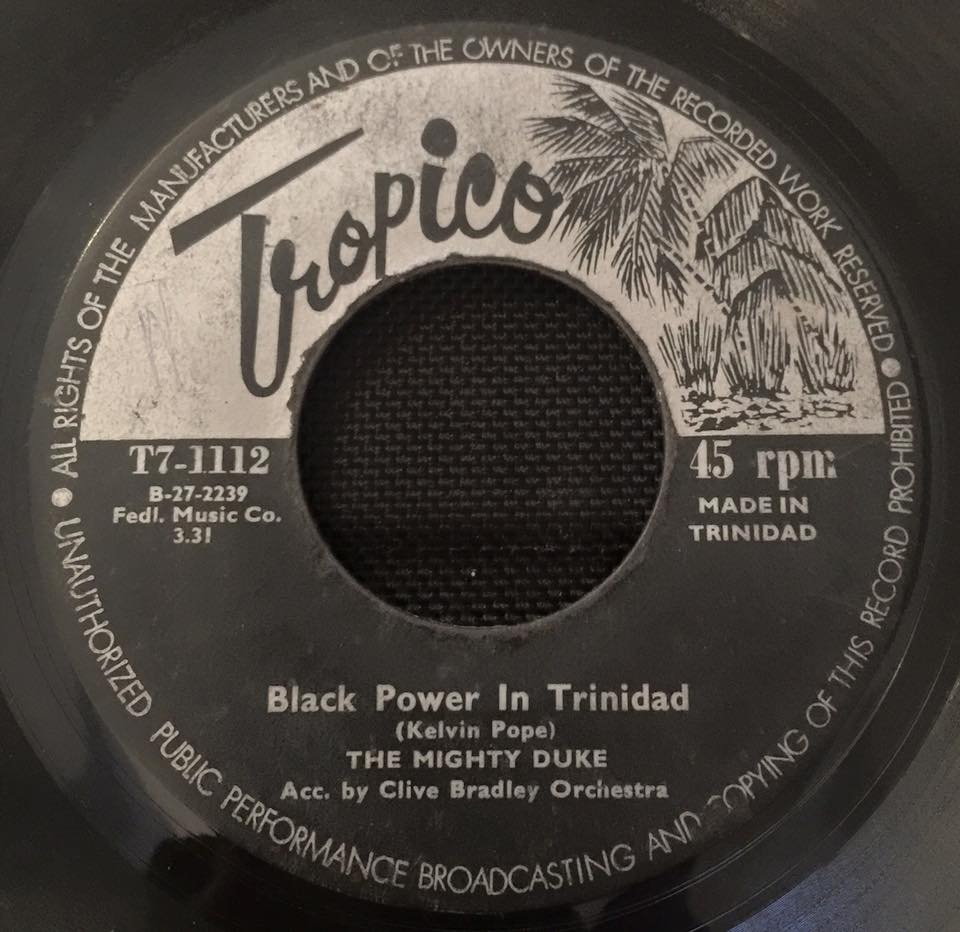 ALL RIGHTS OF THE MANUFACTURERS AND OF THE OWNERS OF THE RECORDED WORK RESERVED
Tropico
T7-1112
B-27-2239
Fedl. Music Co.
3.31
45 rpm
MADE IN
TRINIDAD
Black Power In Trinidad
(Kelvin Pope)
THE MIGHTY DUKE
Acc. by Clive Bradley Orchestra
UNAUTHORIZED PUBLIC PERFORMANCE BROADCASTING AND COPYING OF THIS RECORD PROHIBITED